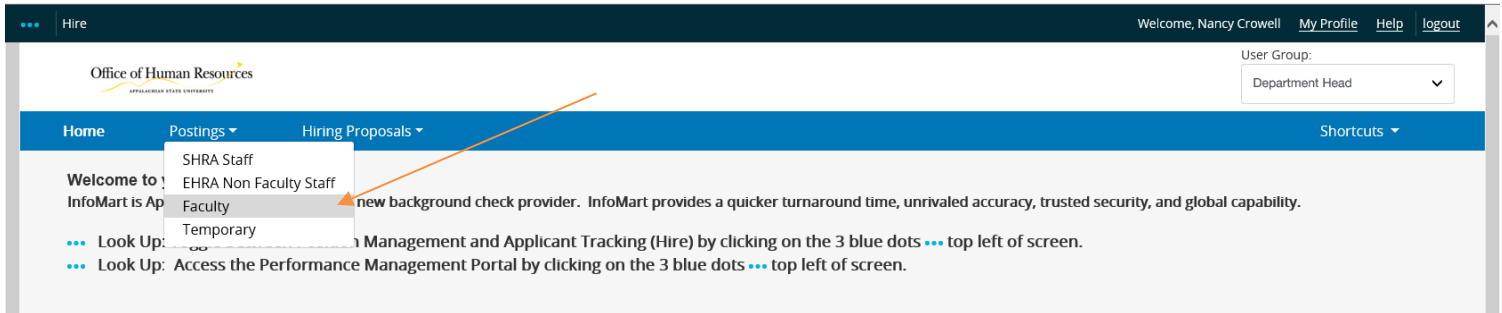 Hire
Welcome, Nancy Crowell My Profile Help logout
Office of Human Resources
APPALACHIAN STATE UNIVERSITY
User Group:
Department Head
Home Postings Hiring Proposals Shortcuts
SHRA Staff
EHRA Non Faculty Staff
Faculty
Temporary
Welcome to y
InfoMart is Ap new background check provider. InfoMart provides a quicker turnaround time, unrivaled accuracy, trusted security, and global capability.
••• Look Up: Management and Applicant Tracking (Hire) by clicking on the 3 blue dots ••• top left of screen.
••• Look Up: Access the Performance Management Portal by clicking on the 3 blue dots ••• top left of screen.